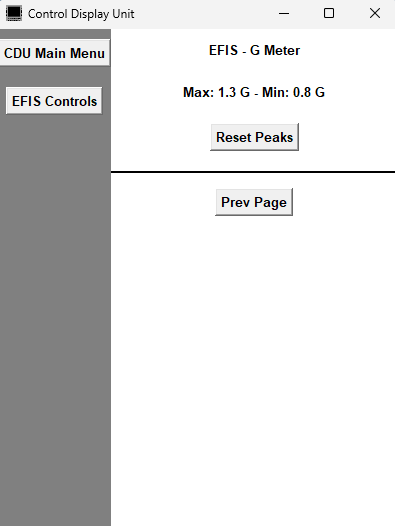 Control Display Unit
CDU Main Menu
EFIS Controls
EFIS - G Meter
Max: 1.3 G - Min: 0.8 G
Reset Peaks
Prev Page